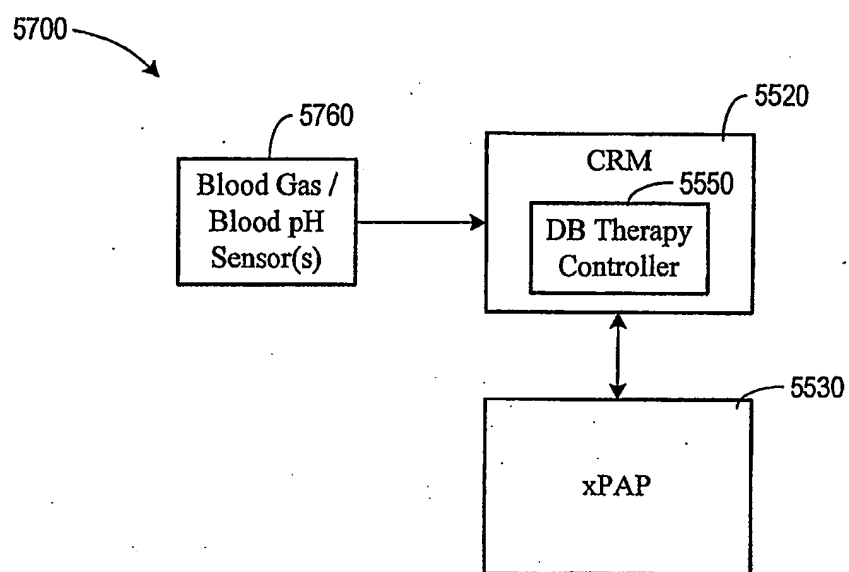 5700
5760
Blood Gas /
Blood pH
Sensor(s)
5520
CRM
5550
DB Therapy
Controller
5530
xPAP